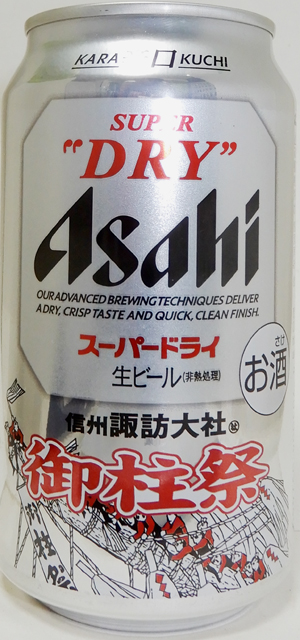 KARA 口 KUCHI
SUPER
"DRY"
Asahi
OUR ADVANCED BREWING TECHNIQUES DELIVER
A DRY, CRISP TASTE AND QUICK, CLEAN FINISH.
スーパードライ
生ビール(非熱処理)
さけ
お酒
信州 諏訪大社
御柱祭